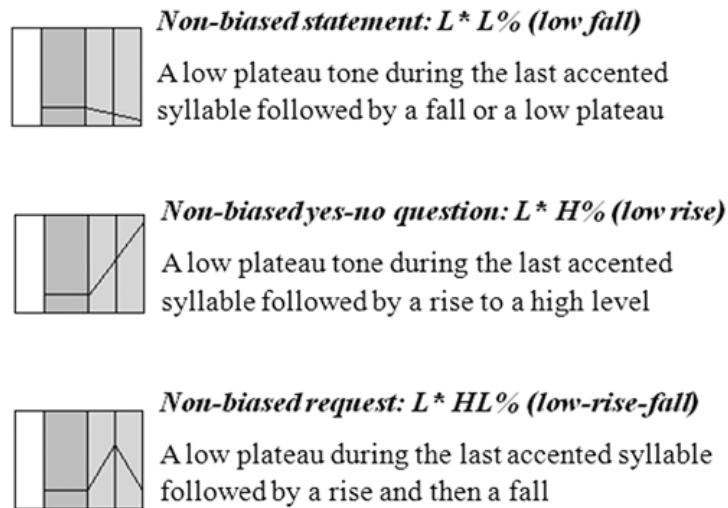 Non-biased statement: L* L% (low fall)
A low plateau tone during the last accented
syllable followed by a fall or a low plateau
Non-biased yes-no question: L* H% (low rise)
A low plateau tone during the last accented
syllable followed by a rise to a high level
Non-biased request: L* HL% (low-rise-fall)
A low plateau during the last accented syllable
followed by a rise and then a fall